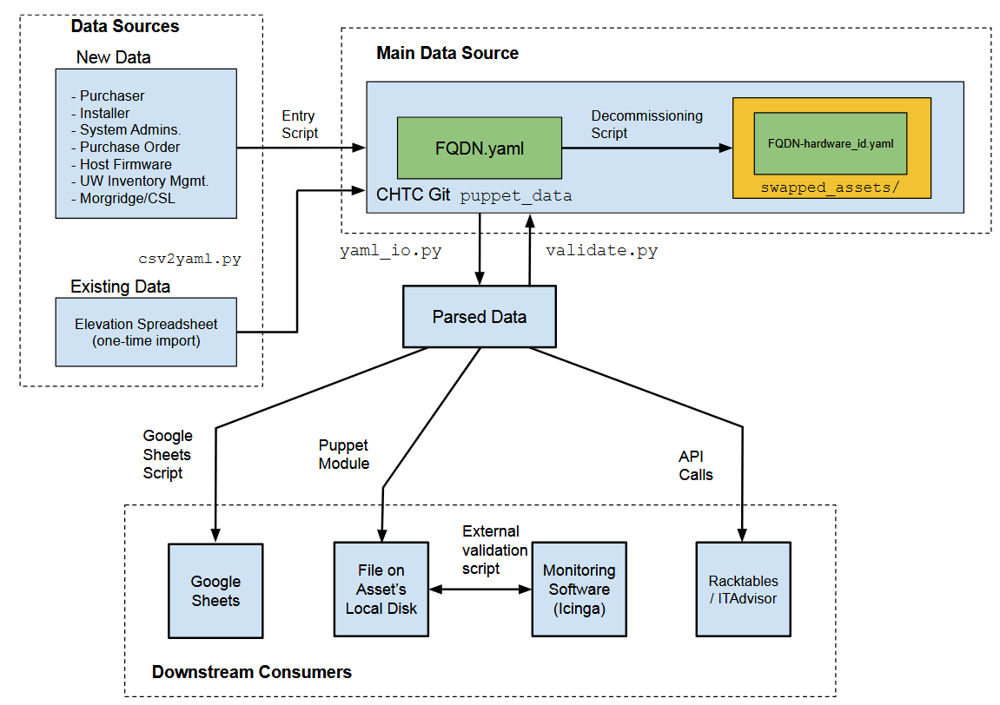 Data Sources
New Data
- Purchaser
- Installer
- System Admins.
- Purchase Order
- Host Firmware
- UW Inventory Mgmt.
- Morgridge/CSL
csv2yaml.py
Existing Data
Elevation Spreadsheet
(one-time import)
Entry
Script
Main Data Source
FQDN.yaml
Decommissioning
Script
FQDN-hardware_id.yaml
swapped_assets/
CHTC Git puppet_data
yaml_io.py
validate.py
Parsed Data
Google
Sheets
Script
Puppet
Module
API
Calls
Google
Sheets
File on
Asset's
Local Disk
External
validation
script
Monitoring
Software
(Icinga)
Racktables
/ ITAdvisor
Downstream Consumers